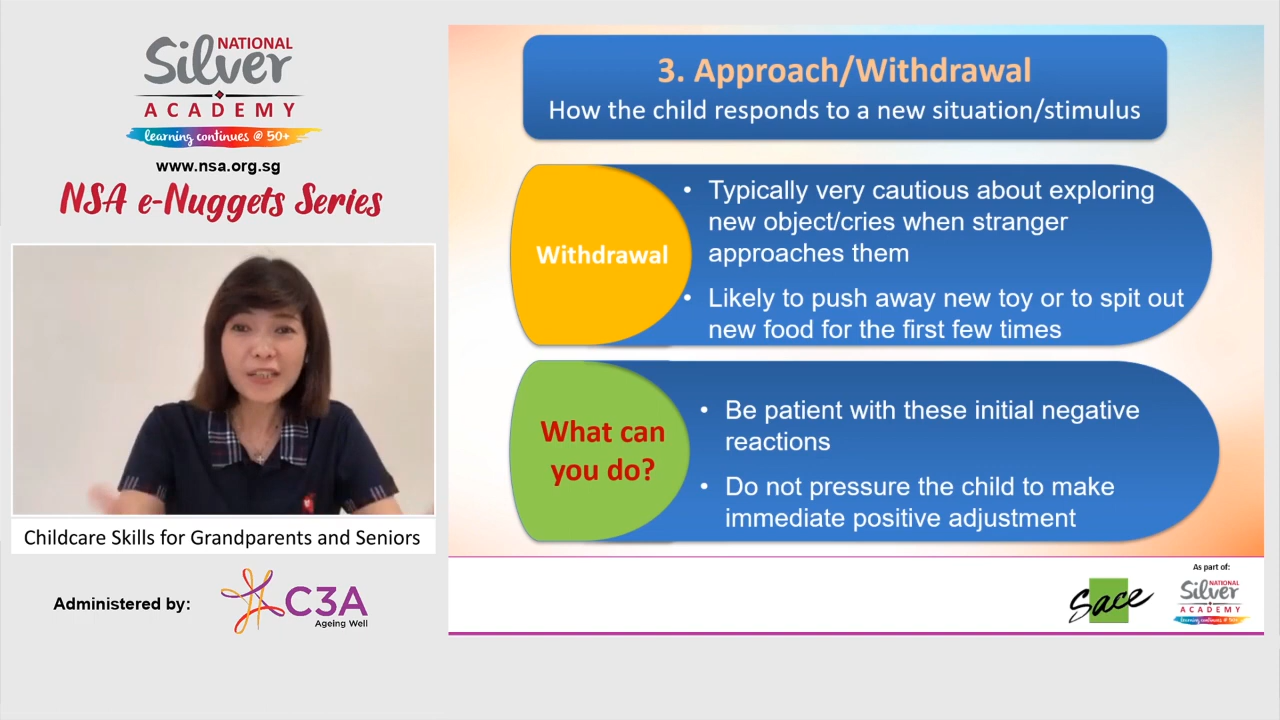 NATIONAL
Silver
ACADEMY
learning continues @ 50+
www.nsa.org.sg
NSA e-Nuggets Series
Childcare Skills for Grandparents and Seniors
Administered by:
C3A
Ageing Well
3. Approach/Withdrawal
How the child responds to a new situation/stimulus
Withdrawal
• Typically very cautious about exploring
new object/cries when stranger
approaches them
• Likely to push away new toy or to spit out
new food for the first few times
What can
you do?
• Be patient with these initial negative
reactions
• Do not pressure the child to make
immediate positive adjustment
Sace
As part of:
NATIONAL
Silver
ACADEMY
learning continues @ 50+